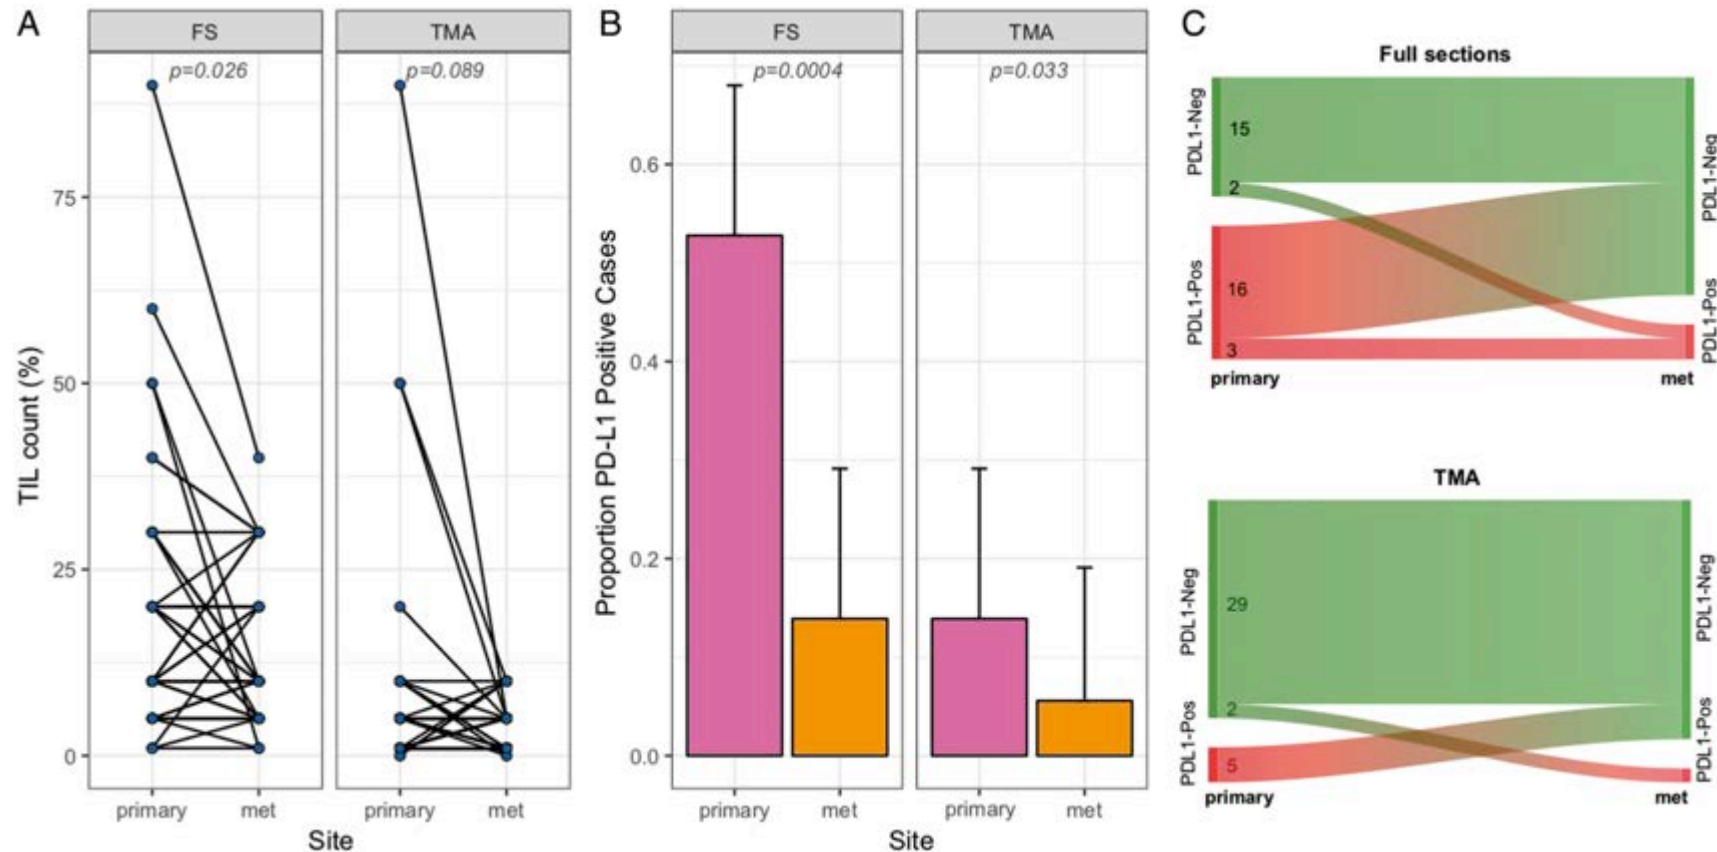 A
FS
TMA
p=0.026
p=0.089
TIL count (%)
75
50
25
0
primary
met
primary
met
Site
B
FS
TMA
p=0.0004
p=0.033
Proportion PD-L1 Positive Cases
0.6
0.4
0.2
0.0
primary
met
primary
met
Site
C
Full sections
PDL1-Neg
15
2
PDL1-Pos
16
3
PDL1-Neg
PDL1-Pos
primary
met
TMA
PDL1-Neg
29
2
PDL1-Pos
5
PDL1-Neg
PDL1-Pos
primary
met